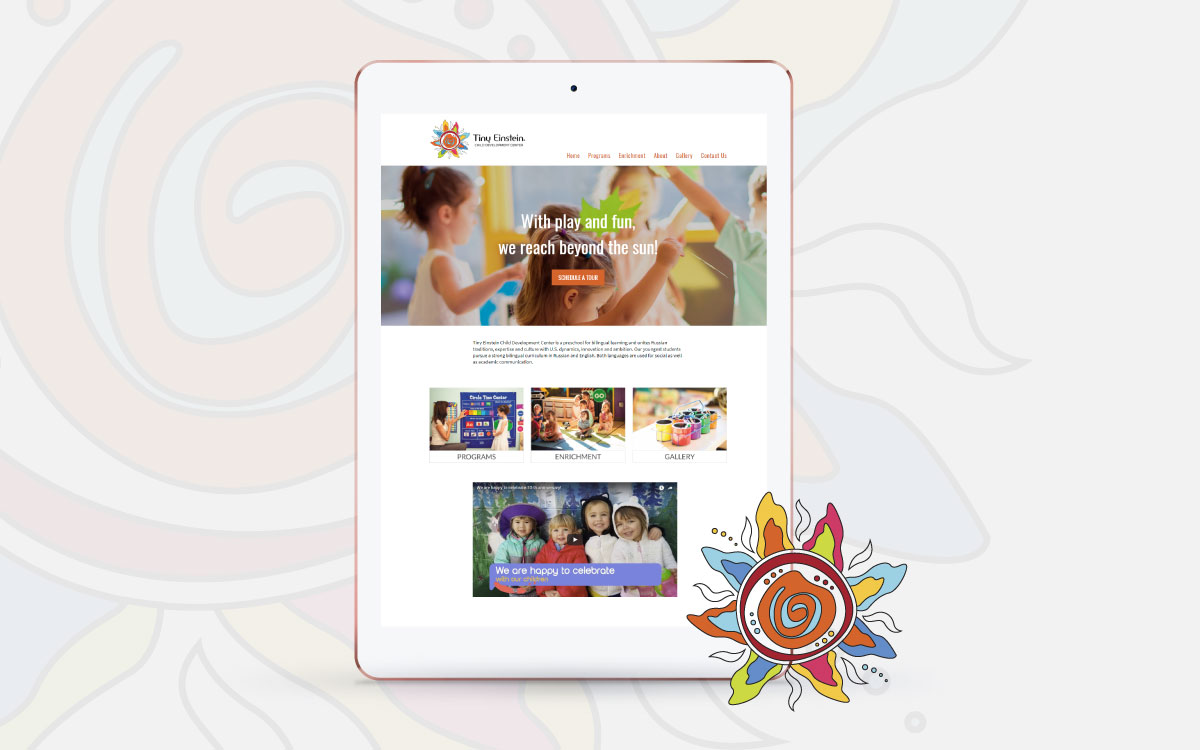 Tiny Einstein.
CHILD DEVELOPMENT CENTER
Home Programs Enrichment About Gallery Contact Us
With play and fun,
we reach beyond the sun!
SCHEDULE A TOUR
Tiny Einstein Child Development Center is a preschool for bilingual learning and unites Russian
traditions, expertise and culture with U.S. dynamics, innovation and ambition. Our youngest students
pursue a strong bilingual curriculum in Russian and English. Both languages are used for social as well
as academic communication.
Circle Time Center
GO
PROGRAMS ENRICHMENT GALLERY
We are happy to celebrate 10-th anniversary!
We are happy to celebrate
with our children